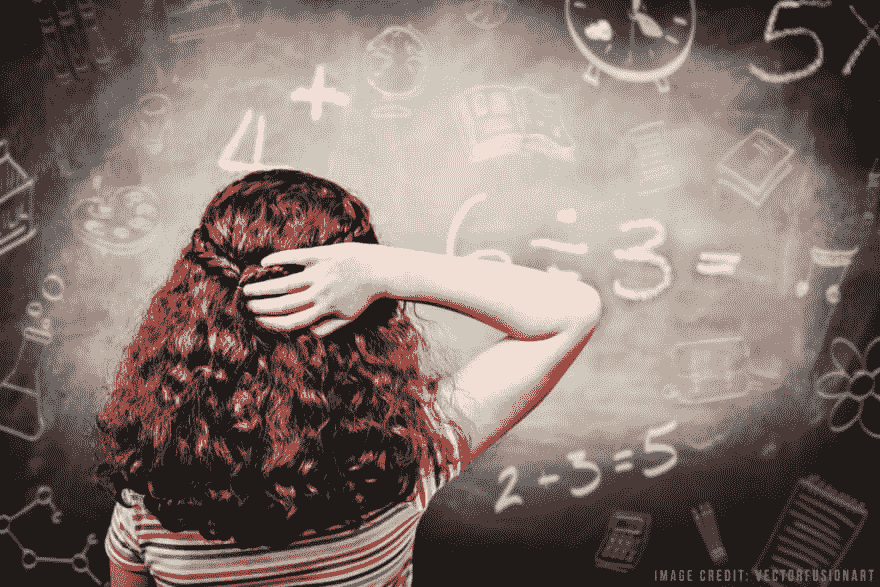 5 ×
4 +
6 ÷ 3 =
2 + 3 = 5
IMAGE CREDIT: VECTORFUSIONART